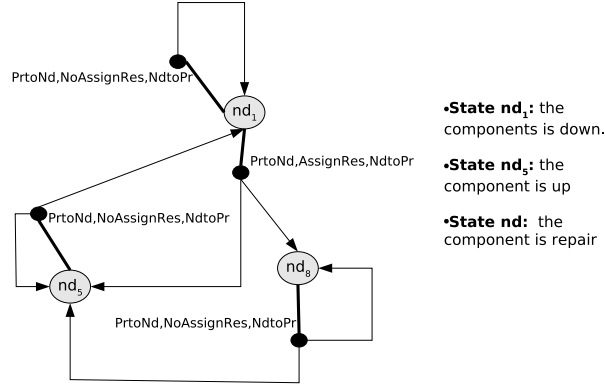 PrtoNd,NoAssignRes,NdtoPr
nd1
PrtoNd,AssignRes,NdtoPr
PrtoNd,NoAssignRes,NdtoPr
nd8
nd5
PrtoNd,NoAssignRes,NdtoPr
•State nd1: the
components is down.
•State nd5: the
component is up
•State nd: the
component is repair